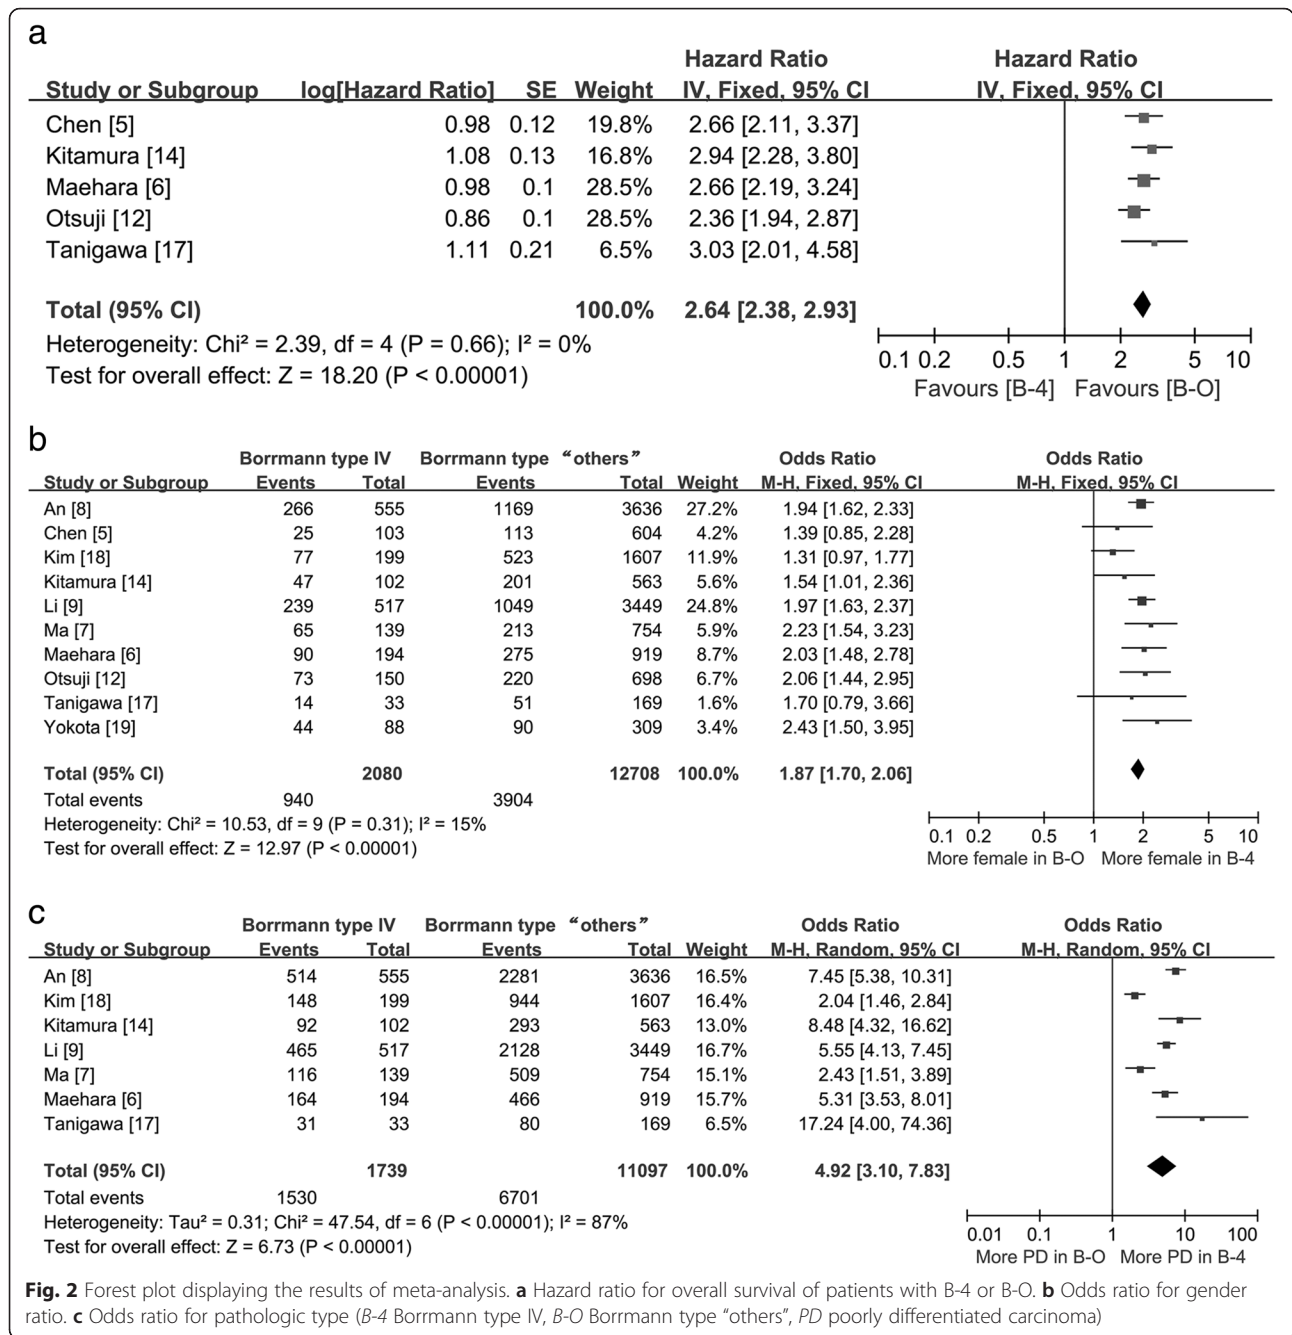 a
Hazard Ratio Hazard Ratio
Study or Subgroup log[Hazard Ratio] SE Weight IV, Fixed, 95% CI IV, Fixed, 95% CI
Chen [5] 0.98 0.12 19.8% 2.66 [2.11, 3.37]
Kitamura [14] 1.08 0.13 16.8% 2.94 [2.28, 3.80]
Maehara [6] 0.98 0.1 28.5% 2.66 [2.19, 3.24]
Otsuji [12] 0.86 0.1 28.5% 2.36 [1.94, 2.87]
Tanigawa [17] 1.11 0.21 6.5% 3.03 [2.01, 4.58]
Total (95% CI) 100.0% 2.64 [2.38, 2.93]
Heterogeneity: Chi² = 2.39, df = 4 (P = 0.66); I² = 0%
Test for overall effect: Z = 18.20 (P < 0.00001)
0.1 0.2 0.5 1 2 5 10
Favours [B-4] Favours [B-O]
b
Borrmann type IV Borrmann type “others” Odds Ratio Odds Ratio
Study or Subgroup Events Total Events Total Weight M-H, Fixed, 95% CI M-H, Fixed, 95% CI
An [8] 266 555 1169 3636 27.2% 1.94 [1.62, 2.33]
Chen [5] 25 103 113 604 4.2% 1.39 [0.85, 2.28]
Kim [18] 77 199 523 1607 11.9% 1.31 [0.97, 1.77]
Kitamura [14] 47 102 201 563 5.6% 1.54 [1.01, 2.36]
Li [9] 239 517 1049 3449 24.8% 1.97 [1.63, 2.37]
Ma [7] 65 139 213 754 5.9% 2.23 [1.54, 3.23]
Maehara [6] 90 194 275 919 8.7% 2.03 [1.48, 2.78]
Otsuji [12] 73 150 220 698 6.7% 2.06 [1.44, 2.95]
Tanigawa [17] 14 33 51 169 1.6% 1.70 [0.79, 3.66]
Yokota [19] 44 88 90 309 3.4% 2.43 [1.50, 3.95]
Total (95% CI) 2080 12708 100.0% 1.87 [1.70, 2.06]
Total events 940 3904
Heterogeneity: Chi² = 10.53, df = 9 (P = 0.31); I² = 15%
Test for overall effect: Z = 12.97 (P < 0.00001)
0.1 0.2 0.5 1 2 5 10
More female in B-O More female in B-4
c
Borrmann type IV Borrmann type “others” Odds Ratio Odds Ratio
Study or Subgroup Events Total Events Total Weight M-H, Random, 95% CI M-H, Random, 95% CI
An [8] 514 555 2281 3636 16.5% 7.45 [5.38, 10.31]
Kim [18] 148 199 944 1607 16.4% 2.04 [1.46, 2.84]
Kitamura [14] 92 102 293 563 13.0% 8.48 [4.32, 16.62]
Li [9] 465 517 2128 3449 16.7% 5.55 [4.13, 7.45]
Ma [7] 116 139 509 754 15.1% 2.43 [1.51, 3.89]
Maehara [6] 164 194 466 919 15.7% 5.31 [3.53, 8.01]
Tanigawa [17] 31 33 80 169 6.5% 17.24 [4.00, 74.36]
Total (95% CI) 1739 11097 100.0% 4.92 [3.10, 7.83]
Total events 1530 6701
Heterogeneity: Tau² = 0.31; Chi² = 47.54, df = 6 (P < 0.00001); I² = 87%
Test for overall effect: Z = 6.73 (P < 0.00001)
0.01 0.1 1 10 100
More PD in B-O More PD in B-4
Fig. 2 Forest plot displaying the results of meta-analysis. a Hazard ratio for overall survival of patients with B-4 or B-O. b Odds ratio for gender
ratio. c Odds ratio for pathologic type (B-4 Borrmann type IV, B-O Borrmann type “others”, PD poorly differentiated carcinoma)